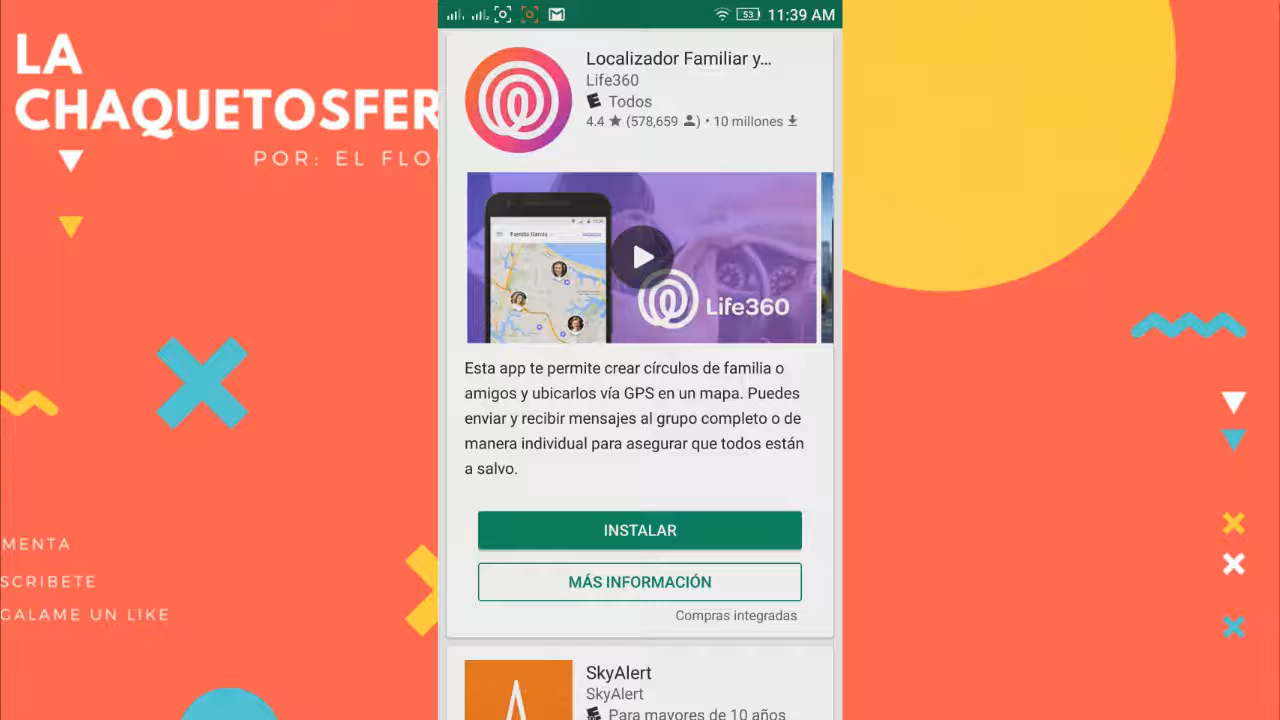 LA
CHAQUETOSFER
POR: EL FLO
MENTA
SCRIBETE
GALAME UN LIKE
53 11:39 AM
Localizador Familiar y...
Life360
E Todos
4.4 ★ (578,659) • 10 millones
Familia García
Life360
Esta app te permite crear círculos de familia o
amigos y ubicarlos vía GPS en un mapa. Puedes
enviar y recibir mensajes al grupo completo o de
manera individual para asegurar que todos están
a salvo.
INSTALAR
MÁS INFORMACIÓN
Compras integradas
SkyAlert
SkyAlert
Para mayores de 10 años